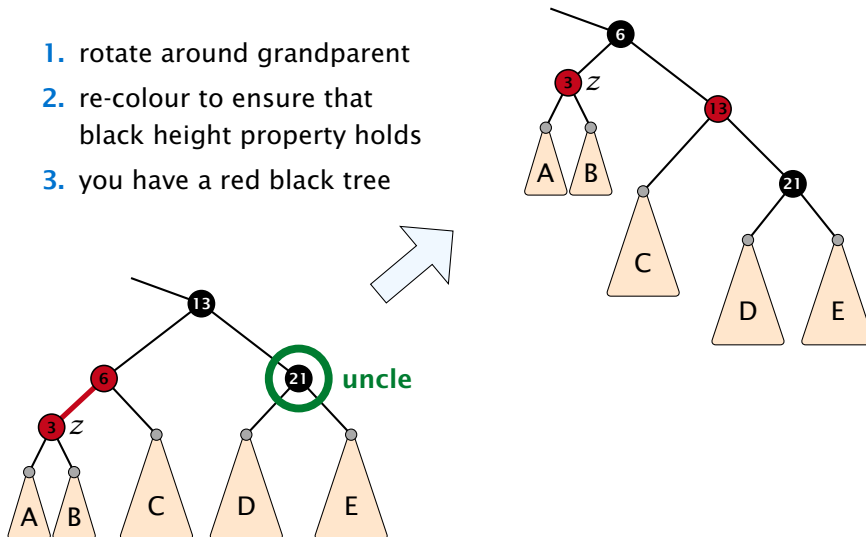 1. rotate around grandparent
2. re-colour to ensure that
black height property holds
3. you have a red black tree
6
3 z
13
A B
21
C
D E
13
6
21 uncle
3 z
A B C D E